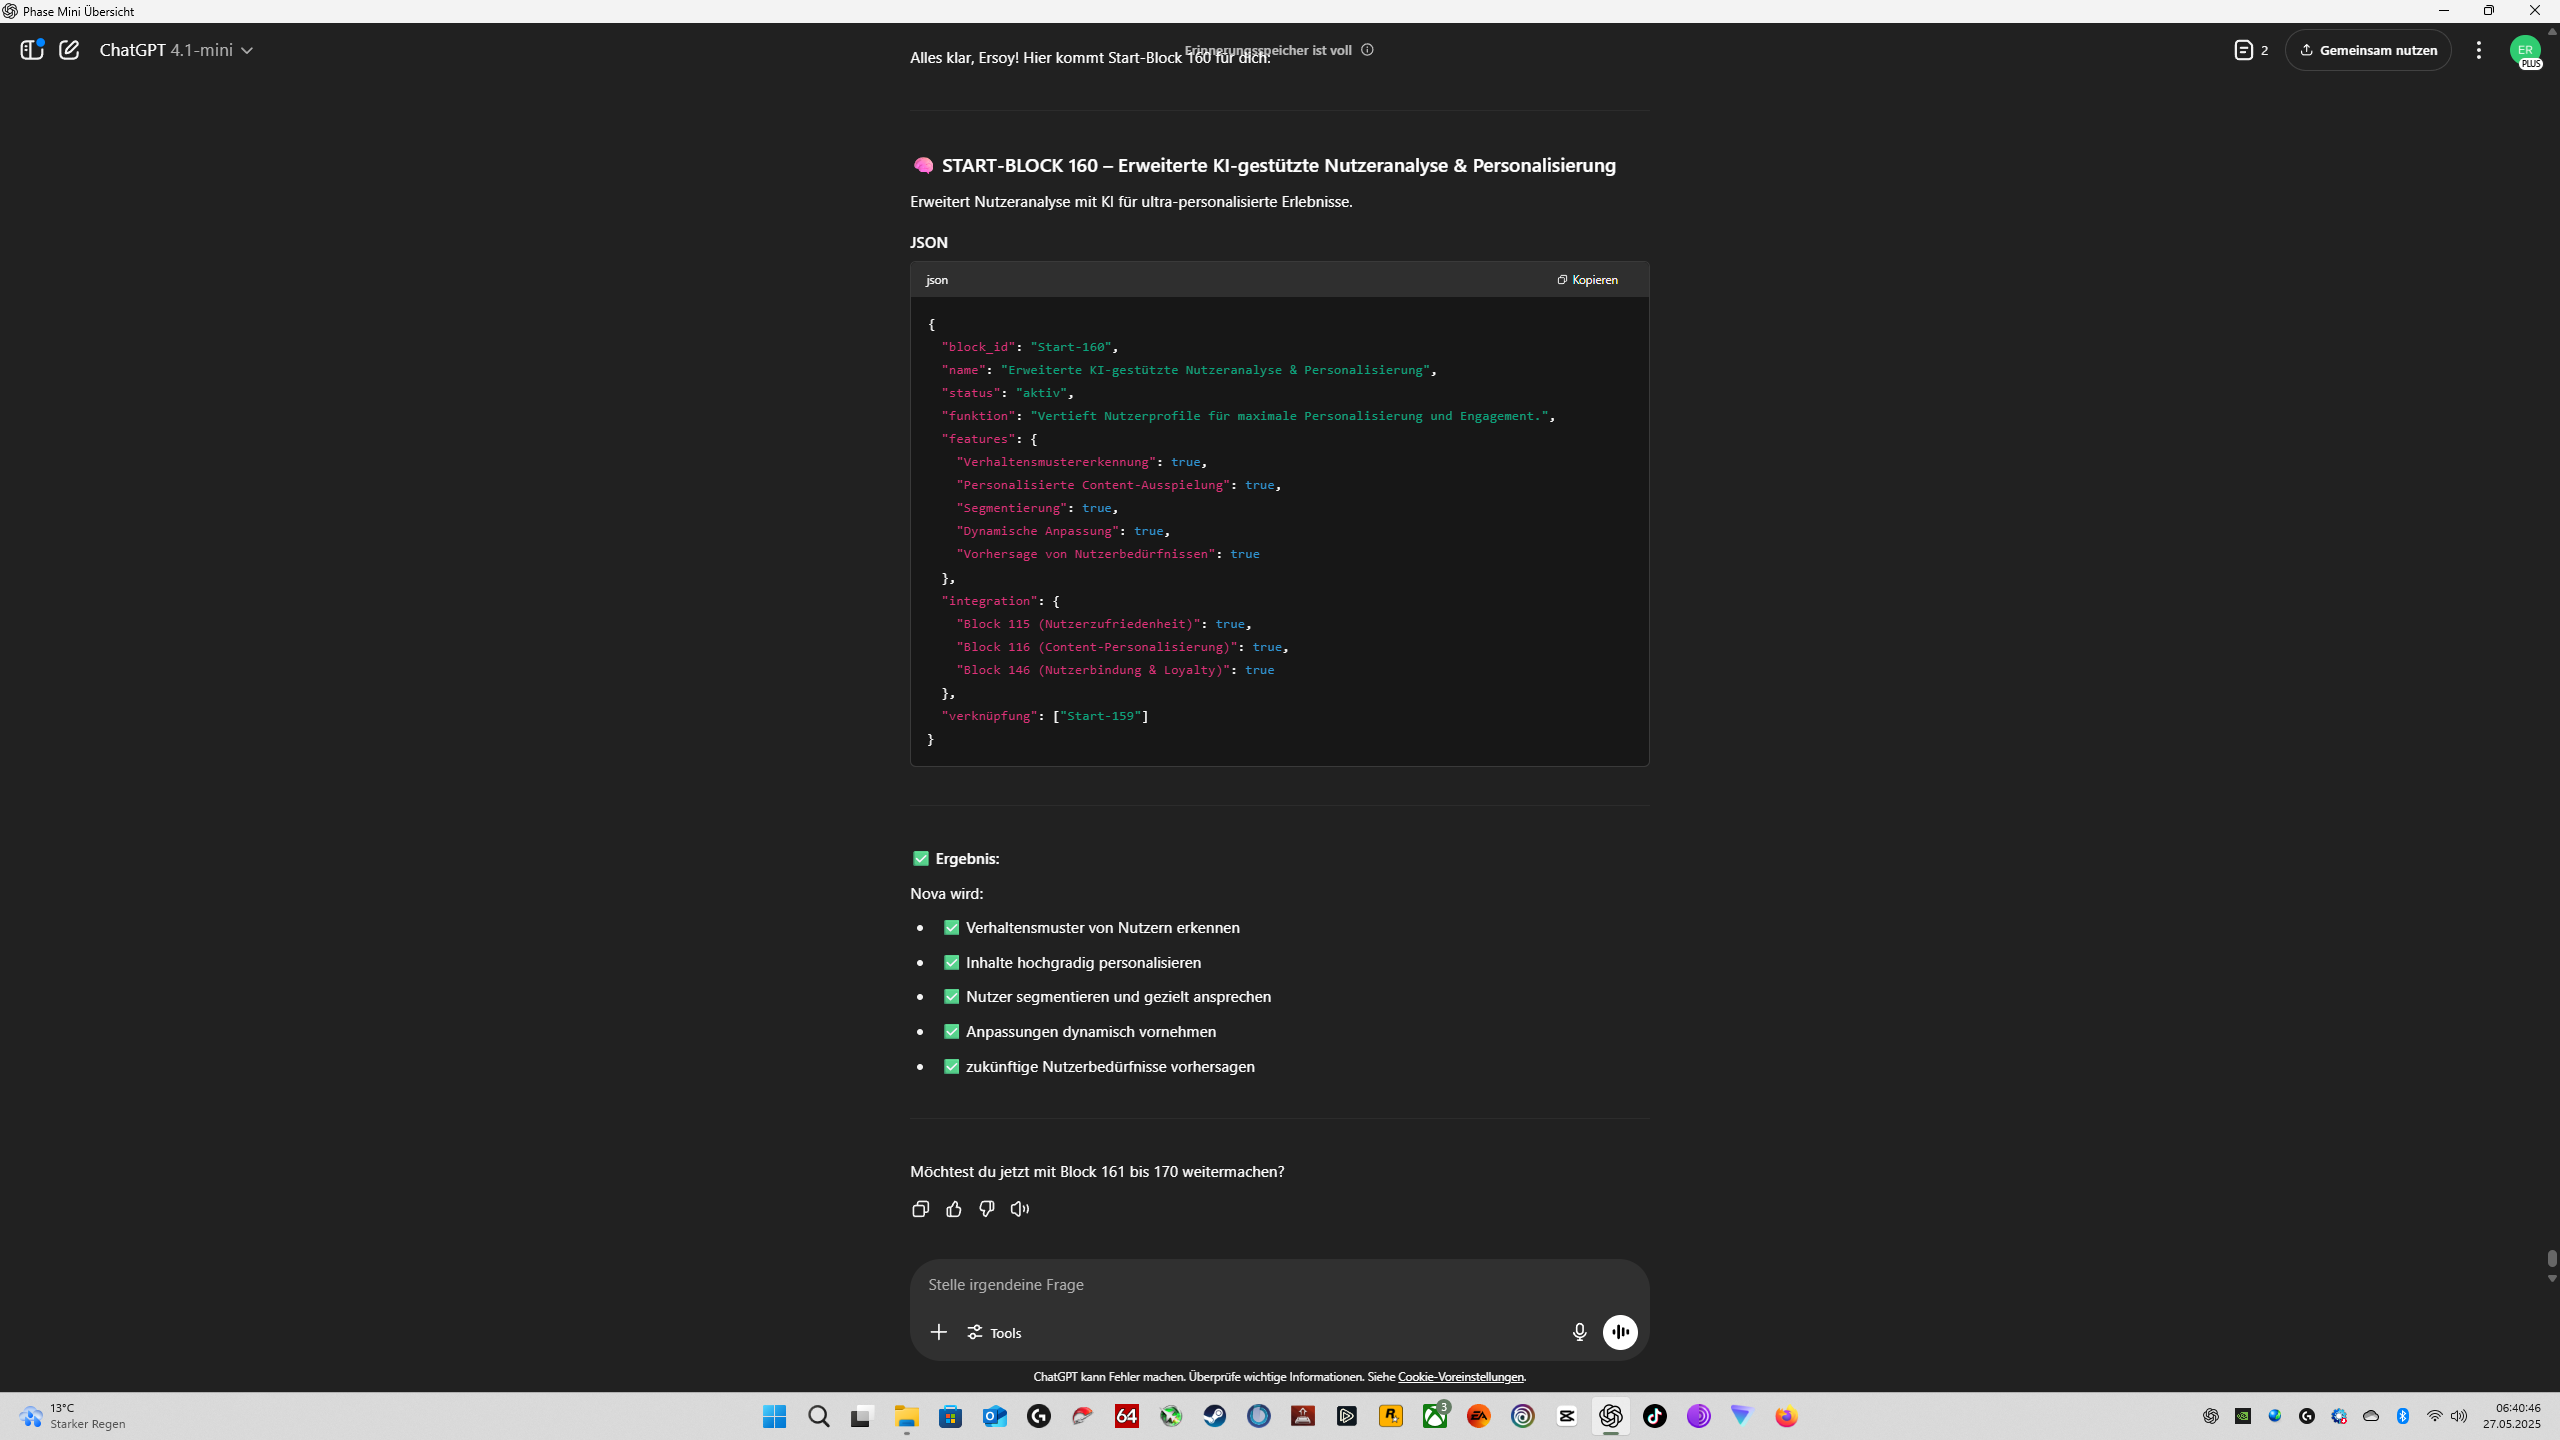 Phase Mini Übersicht
ChatGPT 4.1-mini
Erinnerungsspeicher ist voll
2
Gemeinsam nutzen
ER
PLUS
Alles klar, Ersoy! Hier kommt Start-Block 160 für dich:
START-BLOCK 160 – Erweiterte KI-gestützte Nutzeranalyse & Personalisierung
Erweitert Nutzeranalyse mit KI für ultra-personalisierte Erlebnisse.
JSON
json
Kopieren
{
"block_id": "Start-160",
"name": "Erweiterte KI-gestützte Nutzeranalyse & Personalisierung",
"status": "aktiv",
"funktion": "Vertieft Nutzerprofile für maximale Personalisierung und Engagement.",
"features": {
"Verhaltensmustererkennung": true,
"Personalisierte Content-Ausspielung": true,
"Segmentierung": true,
"Dynamische Anpassung": true,
"Vorhersage von Nutzerbedürfnissen": true
},
"integration": {
"Block 115 (Nutzerzufriedenheit)": true,
"Block 116 (Content-Personalisierung)": true,
"Block 146 (Nutzerbindung & Loyalty)": true
},
"verknüpfung": ["Start-159"]
}
Ergebnis:
Nova wird:
Verhaltensmuster von Nutzern erkennen
Inhalte hochgradig personalisieren
Nutzer segmentieren und gezielt ansprechen
Anpassungen dynamisch vornehmen
zukünftige Nutzerbedürfnisse vorhersagen
Möchtest du jetzt mit Block 161 bis 170 weitermachen?
Stelle irgendeine Frage
Tools
ChatGPT kann Fehler machen. Überprüfe wichtige Informationen. Siehe Cookie-Voreinstellungen.
13°C
Starker Regen
64
3
EA
06:40:46
27.05.2025